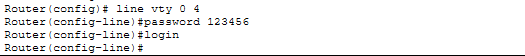 Router(config)# line vty 0 4
Router(config-line)#password 123456
Router(config-line)#login
Router(config-line)#